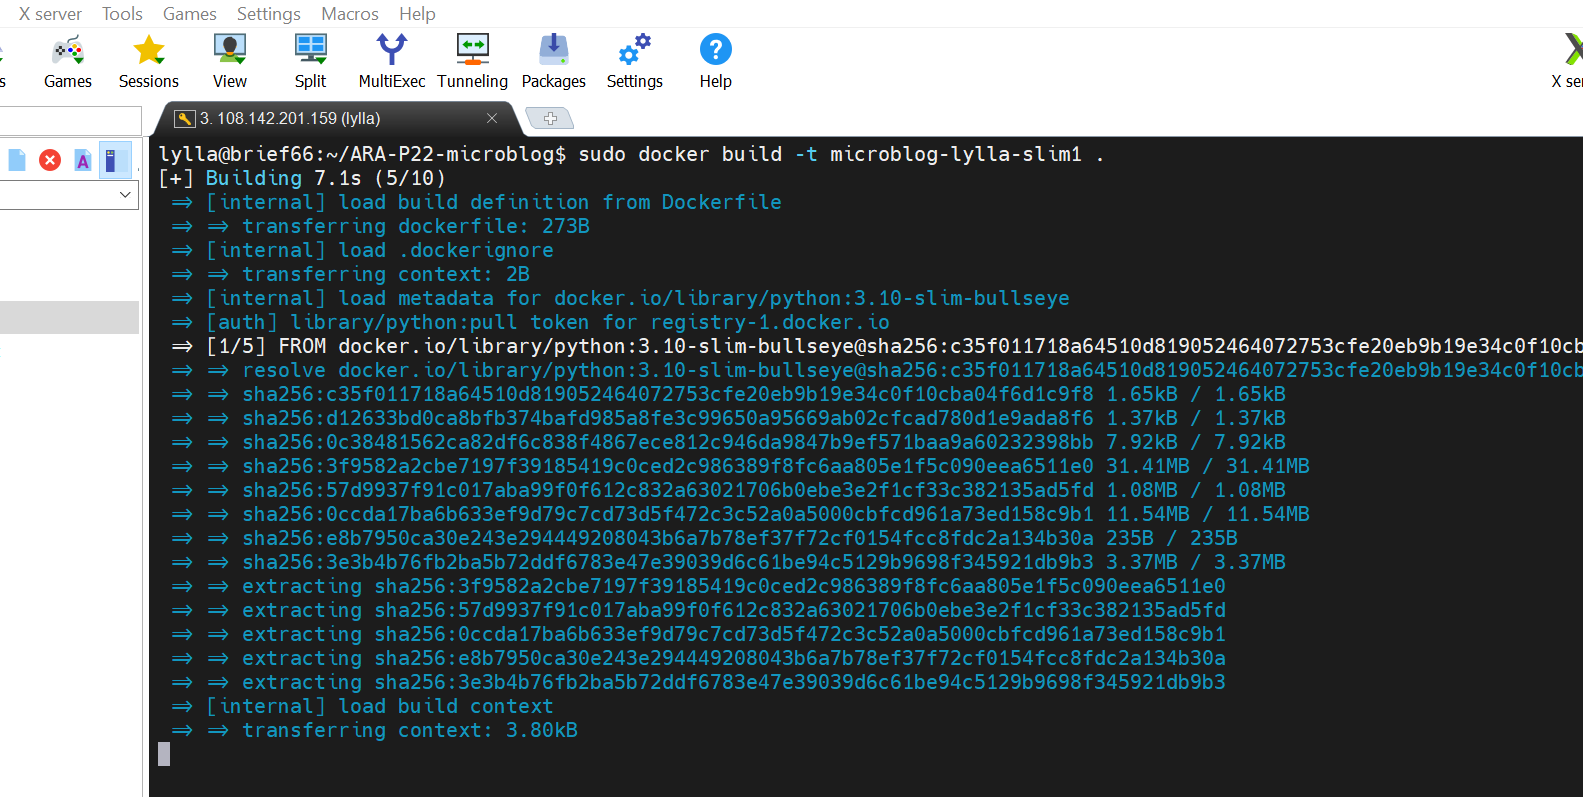 X server Tools Games Settings Macros Help
Games Sessions View Split MultiExec Tunneling Packages Settings Help
3. 108.142.201.159 (lylla)
lylla@brief66:~/ARA-P22-microblog$ sudo docker build -t microblog-lylla-slim1 .
[+] Building 7.1s (5/10)
⇒ [internal] load build definition from Dockerfile
⇒ ⇒ transferring dockerfile: 273B
⇒ [internal] load .dockerignore
⇒ ⇒ transferring context: 2B
⇒ [internal] load metadata for docker.io/library/python:3.10-slim-bullseye
⇒ [auth] library/python:pull token for registry-1.docker.io
⇒ [1/5] FROM docker.io/library/python:3.10-slim-bullseye@sha256:c35f011718a64510d819052464072753cfe20eb9b19e34c0f10cb
⇒ ⇒ resolve docker.io/library/python:3.10-slim-bullseye@sha256:c35f011718a64510d819052464072753cfe20eb9b19e34c0f10cb
⇒ ⇒ sha256:c35f011718a64510d819052464072753cfe20eb9b19e34c0f10cba04f6d1c9f8 1.65kB / 1.65kB
⇒ ⇒ sha256:d12633bd0ca8bfb374bafd985a8fe3c99650a95669ab02cfcad780d1e9ada8f6 1.37kB / 1.37kB
⇒ ⇒ sha256:0c38481562ca82df6c838f4867ece812c946da9847b9ef571baa9a60232398bb 7.92kB / 7.92kB
⇒ ⇒ sha256:3f9582a2cbe7197f39185419c0ced2c986389f8fc6aa805e1f5c090eea6511e0 31.41MB / 31.41MB
⇒ ⇒ sha256:57d9937f91c017aba99f0f612c832a63021706b0ebe3e2f1cf33c382135ad5fd 1.08MB / 1.08MB
⇒ ⇒ sha256:0ccda17ba6b633ef9d79c7cd73d5f472c3c52a0a5000cbfcd961a73ed158c9b1 11.54MB / 11.54MB
⇒ ⇒ sha256:e8b7950ca30e243e294449208043b6a7b78ef37f72cf0154fcc8fdc2a134b30a 235B / 235B
⇒ ⇒ sha256:3e3b4b76fb2ba5b72ddf6783e47e39039d6c61be94c5129b9698f345921db9b3 3.37MB / 3.37MB
⇒ ⇒ extracting sha256:3f9582a2cbe7197f39185419c0ced2c986389f8fc6aa805e1f5c090eea6511e0
⇒ ⇒ extracting sha256:57d9937f91c017aba99f0f612c832a63021706b0ebe3e2f1cf33c382135ad5fd
⇒ ⇒ extracting sha256:0ccda17ba6b633ef9d79c7cd73d5f472c3c52a0a5000cbfcd961a73ed158c9b1
⇒ ⇒ extracting sha256:e8b7950ca30e243e294449208043b6a7b78ef37f72cf0154fcc8fdc2a134b30a
⇒ ⇒ extracting sha256:3e3b4b76fb2ba5b72ddf6783e47e39039d6c61be94c5129b9698f345921db9b3
⇒ [internal] load build context
⇒ ⇒ transferring context: 3.80kB